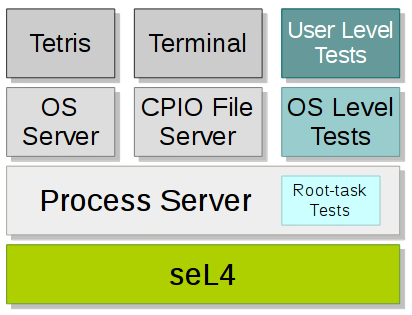 Tetris
Terminal
User Level
Tests
OS
Server
CPIO File
Server
OS Level
Tests
Process Server
Root-task
Tests
seL4